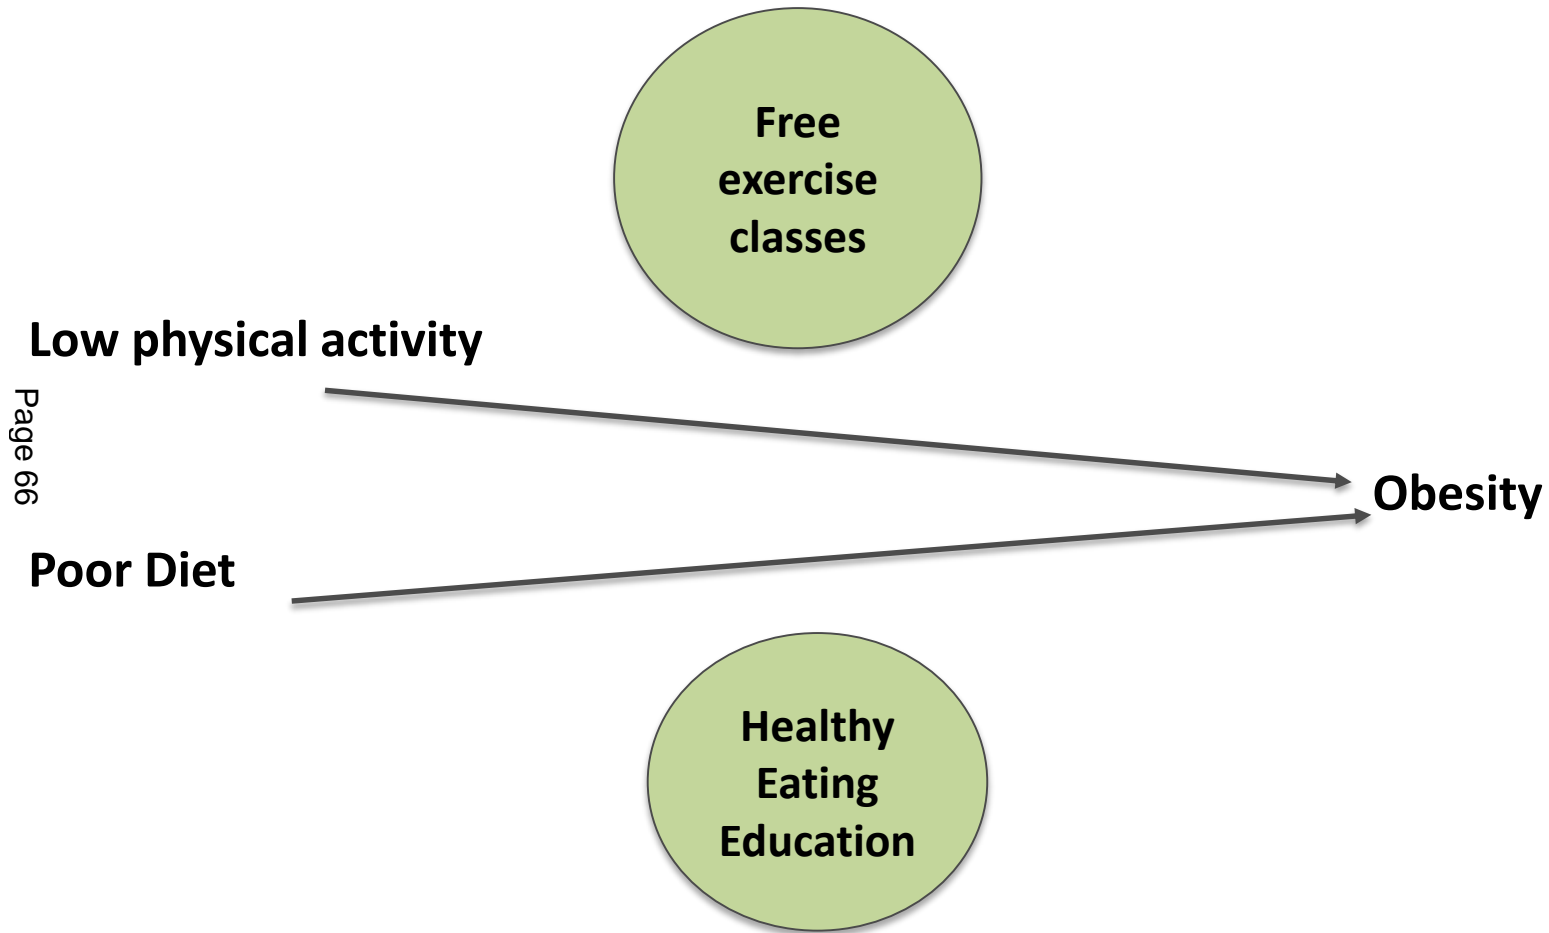 Free
exercise
classes
Low physical activity
Page 66
Obesity
Poor Diet
Healthy
Eating
Education